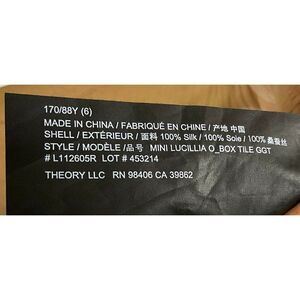 170/88Y (6)
MADE IN CHINA / FABRIQUÉ EN CHINE / 产地 中国
SHELL / EXTÉRIEUR / 面料 100% Silk / 100% Soie / 100% 桑蚕丝
STYLE / MODÈLE /品号 MINI LUCILLIA O_BOX TILE GGT
# L112605R LOT # 453214
THEORY LLC RN 98406 CA 39862